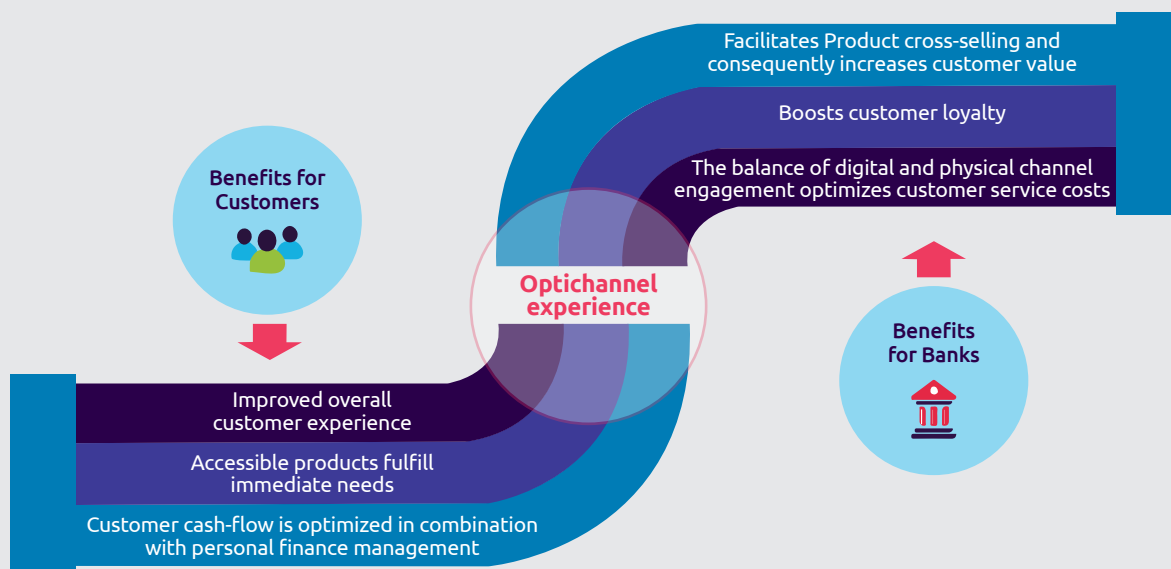 Facilitates Product cross-selling and
consequently increases customer value
Boosts customer loyalty
The balance of digital and physical channel
engagement optimizes customer service costs
Benefits for
Customers
Optichannel
experience
Benefits
for Banks
Improved overall
customer experience
Accessible products fulfill
immediate needs
Customer cash-flow is optimized in combination
with personal finance management